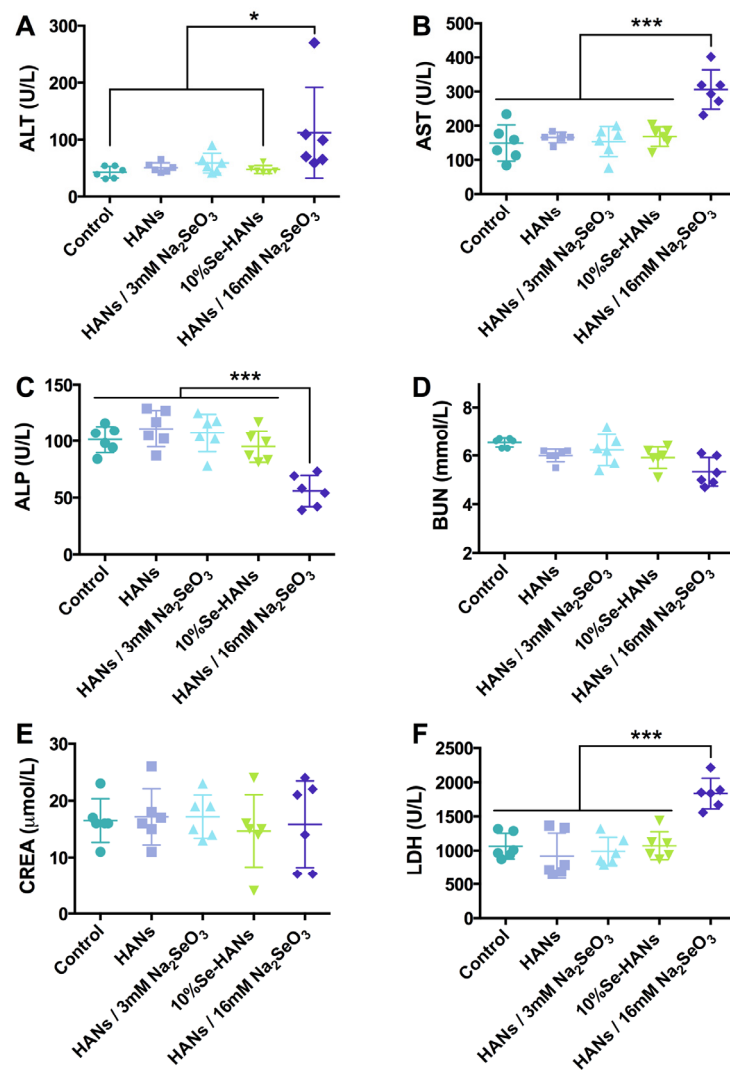 A
ALT (U/L)
300
200
100
0
*
Control
HANs
HANs / 3mM Na₂SeO₃
10%Se-HANs
HANs / 16mM Na₂SeO₃
B
AST (U/L)
500
400
300
200
100
0
***
Control
HANs
HANs / 3mM Na₂SeO₃
10%Se-HANs
HANs / 16mM Na₂SeO₃
C
ALP (U/L)
150
100
50
0
***
Control
HANs
HANs / 3mM Na₂SeO₃
10%Se-HANs
HANs / 16mM Na₂SeO₃
D
BUN (mmol/L)
8
6
4
2
Control
HANs
HANs / 3mM Na₂SeO₃
10%Se-HANs
HANs / 16mM Na₂SeO₃
E
CREA (µmol/L)
30
20
10
0
Control
HANs
HANs / 3mM Na₂SeO₃
10%Se-HANs
HANs / 16mM Na₂SeO₃
F
LDH (U/L)
2500
2000
1500
1000
500
0
***
Control
HANs
HANs / 3mM Na₂SeO₃
10%Se-HANs
HANs / 16mM Na₂SeO₃